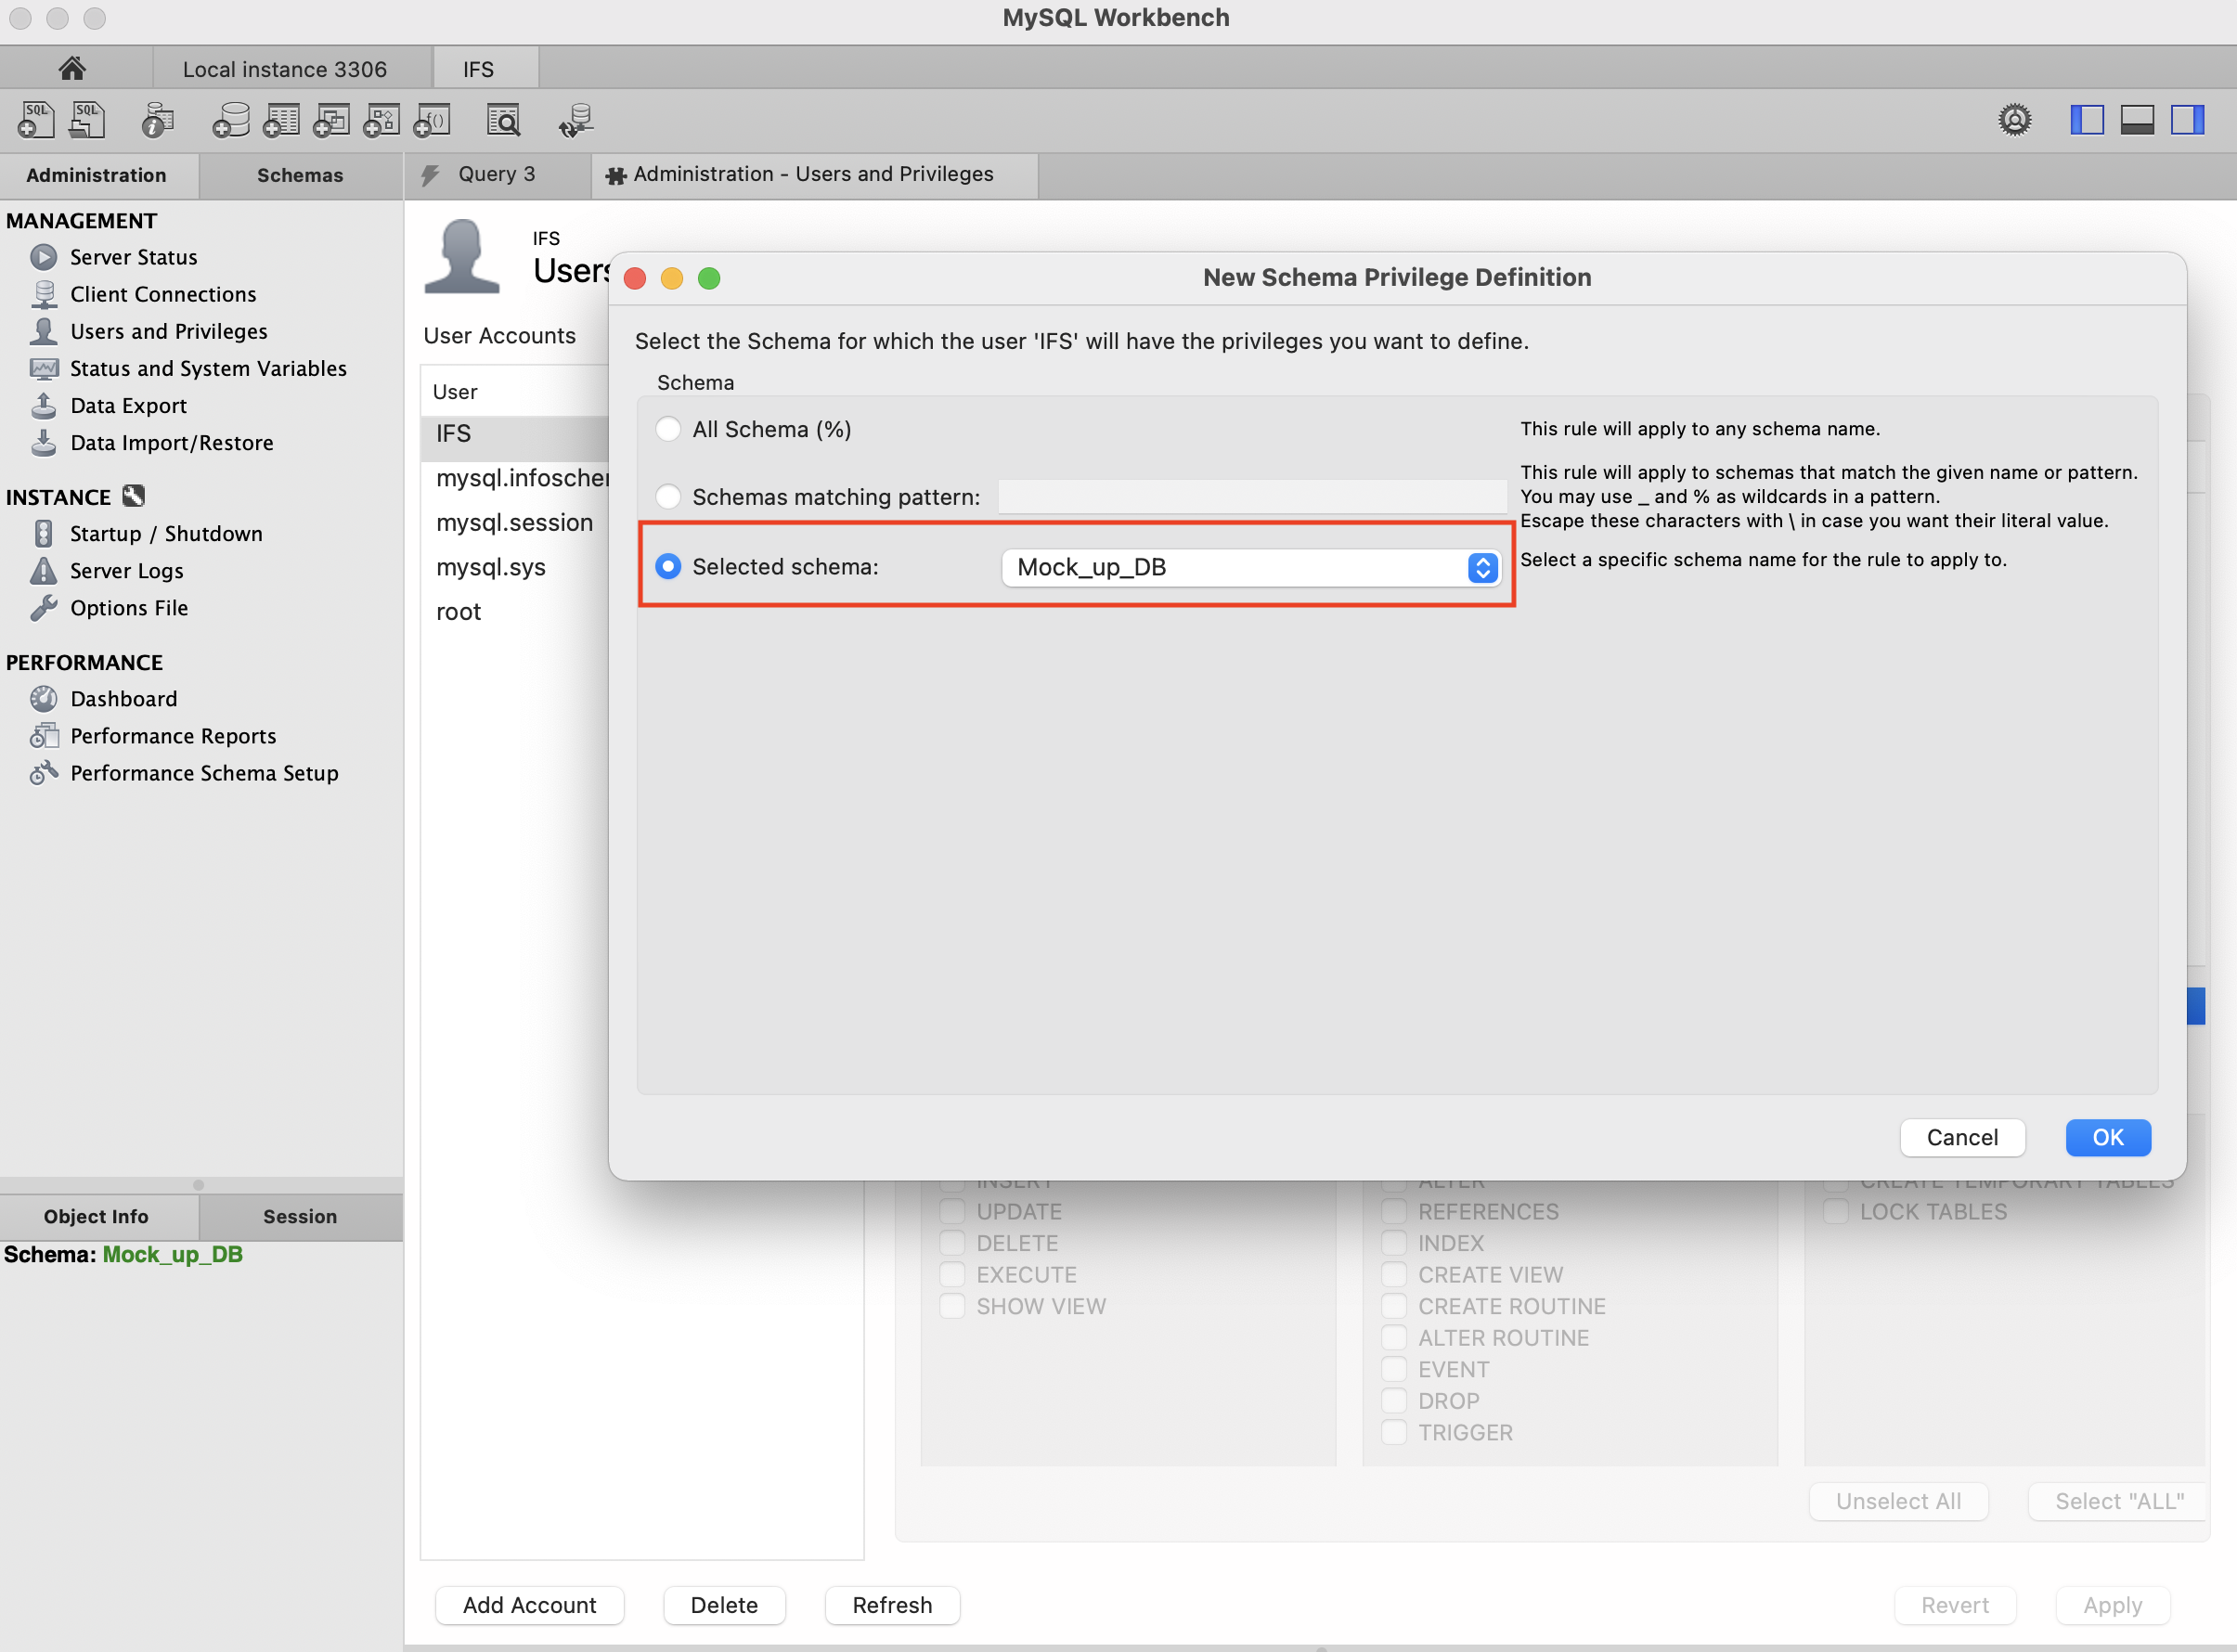 MySQL Workbench
Local instance 3306
IFS
SQL
SQL
f()
Administration
Schemas
Query 3
Administration - Users and Privileges
MANAGEMENT
Server Status
Client Connections
Users and Privileges
Status and System Variables
Data Export
Data Import/Restore
INSTANCE
Startup / Shutdown
Server Logs
Options File
PERFORMANCE
Dashboard
Performance Reports
Performance Schema Setup
Object Info
Session
Schema: Mock_up_DB
IFS
Users
User Accounts
User
IFS
mysql.infoscher
mysql.session
mysql.sys
root
New Schema Privilege Definition
Select the Schema for which the user 'IFS' will have the privileges you want to define.
Schema
All Schema (%)
This rule will apply to any schema name.
Schemas matching pattern:
This rule will apply to schemas that match the given name or pattern.
You may use _ and % as wildcards in a pattern.
Escape these characters with \ in case you want their literal value.
Selected schema:
Mock_up_DB
Select a specific schema name for the rule to apply to.
Cancel
OK
INSERT
UPDATE
DELETE
EXECUTE
SHOW VIEW
ALTER
REFERENCES
INDEX
CREATE VIEW
CREATE ROUTINE
ALTER ROUTINE
EVENT
DROP
TRIGGER
CREATE TEMPORARY TABLES
LOCK TABLES
Unselect All
Select "ALL"
Add Account
Delete
Refresh
Revert
Apply